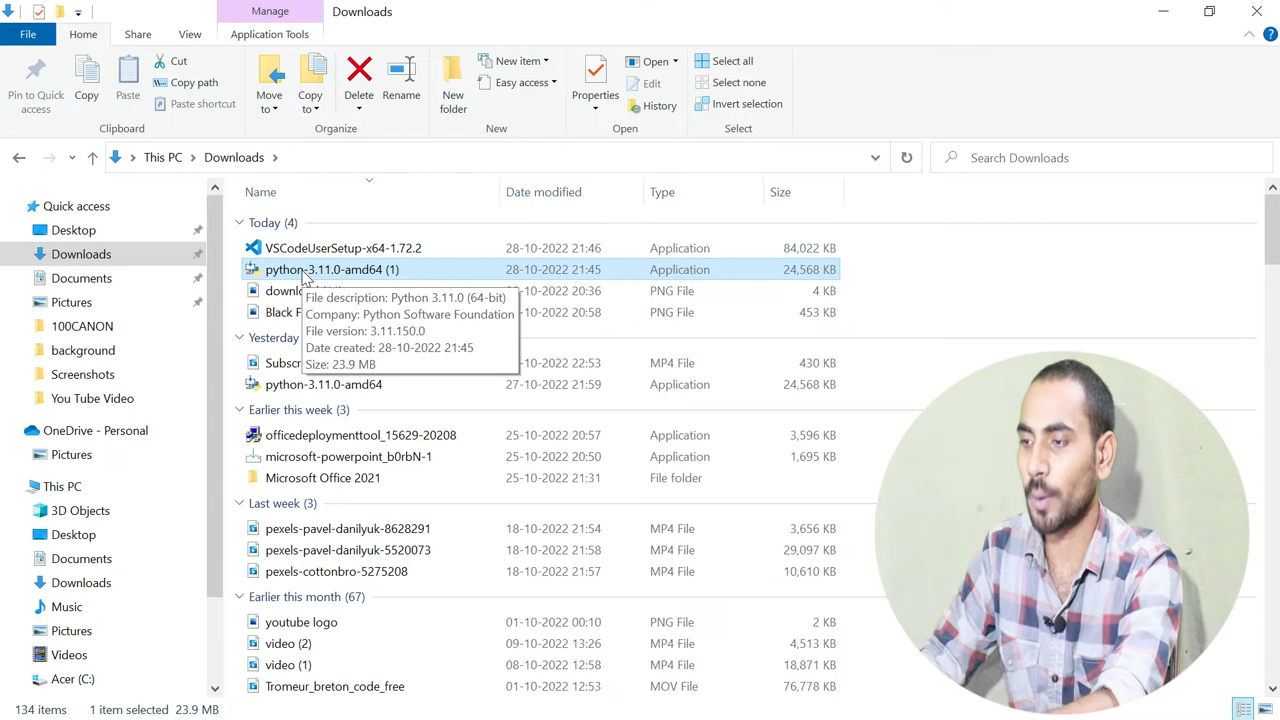 Manage
Downloads
File
Home
Share
View
Application Tools
Pin to Quick access
Copy
Paste
Cut
Copy path
Paste shortcut
Clipboard
Move to
Copy to
Delete
Rename
Organize
New folder
New item
Easy access
New
Properties
Open
Edit
History
Open
Select all
Select none
Invert selection
Select
This PC
Downloads
Search Downloads
Quick access
Desktop
Downloads
Documents
Pictures
100CANON
background
Screenshots
You Tube Video
OneDrive - Personal
Pictures
This PC
3D Objects
Desktop
Documents
Downloads
Music
Pictures
Videos
Acer (C:)
Name Date modified Type Size
Today (4)
VSCodeUserSetup-x64-1.72.2 28-10-2022 21:46 Application 84,022 KB
python-3.11.0-amd64 (1) 28-10-2022 21:45 Application 24,568 KB
20:36 PNG File 4 KB
Black 20:58 PNG File 453 KB
File description: Python 3.11.0 (64-bit)
Company: Python Software Foundation
File version: 3.11.150.0
Date created: 28-10-2022 21:45
Size: 23.9 MB
Yesterday
22:53 MP4 File 430 KB
python-3.11.0-amd64 27-10-2022 21:59 Application 24,568 KB
Earlier this week (3)
officedeploymenttool_15629-20208 25-10-2022 20:57 Application 3,596 KB
microsoft-powerpoint_b0rbN-1 25-10-2022 20:50 Application 1,695 KB
Microsoft Office 2021 25-10-2022 21:31 File folder
Last week (3)
pexels-pavel-danilyuk-8628291 18-10-2022 21:54 MP4 File 3,656 KB
pexels-pavel-danilyuk-5520073 18-10-2022 21:58 MP4 File 29,097 KB
pexels-cottonbro-5275208 18-10-2022 21:57 MP4 File 10,610 KB
Earlier this month (67)
youtube logo 01-10-2022 00:10 PNG File 2 KB
video (2) 09-10-2022 13:26 MP4 File 4,513 KB
video (1) 08-10-2022 12:58 MP4 File 18,871 KB
Tromeur_breton_code_free 01-10-2022 12:53 MOV File 76,778 KB
134 items 1 item selected 23.9 MB